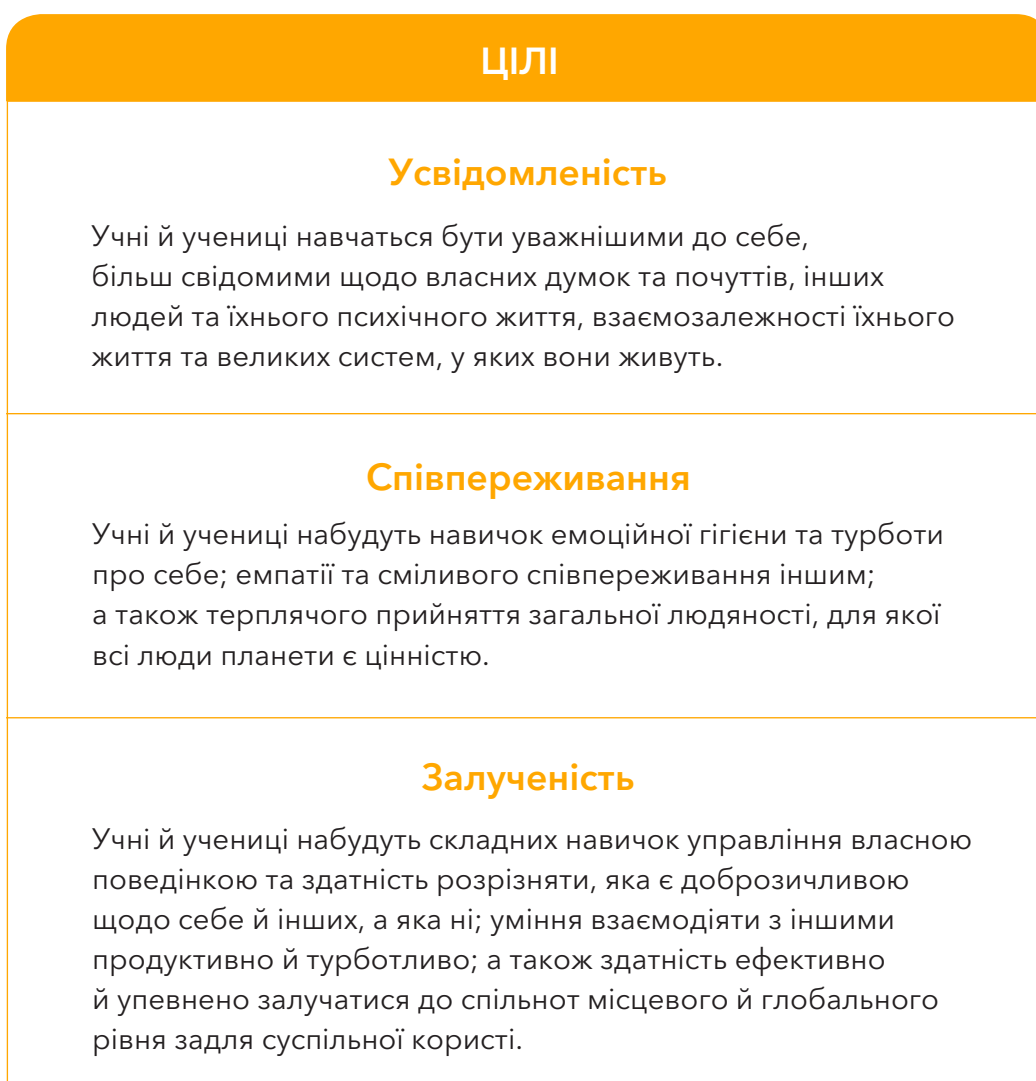 ЦІЛІ
Усвідомленість
Учні й учениці навчаться бути уважнішими до себе,
більш свідомими щодо власних думок та почуттів, інших
людей та їхнього психічного життя, взаємозалежності їхнього
життя та великих систем, у яких вони живуть.
Співпереживання
Учні й учениці набудуть навичок емоційної гігієни та турботи
про себе; емпатії та сміливого співпереживання іншим;
а також терплячого прийняття загальної людяності, для якої
всі люди планети є цінністю.
Залученість
Учні й учениці набудуть складних навичок управління власною
поведінкою та здатність розрізняти, яка є доброзичливою
щодо себе й інших, а яка ні; уміння взаємодіяти з іншими
продуктивно й турботливо; а також здатність ефективно
й упевнено залучатися до спільнот місцевого й глобального
рівня задля суспільної користі.